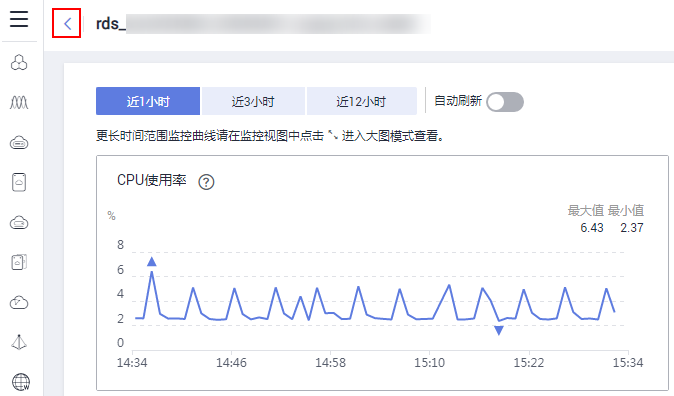 rds_
近1小时 近3小时 近12小时 自动刷新
更长时间范围监控曲线请在监控视图中点击 进入大图模式查看。
CPU使用率 ?
最大值 最小值
% 6.43 2.37
8
6
4
2
0
14:34 14:46 14:58 15:10 15:22 15:34